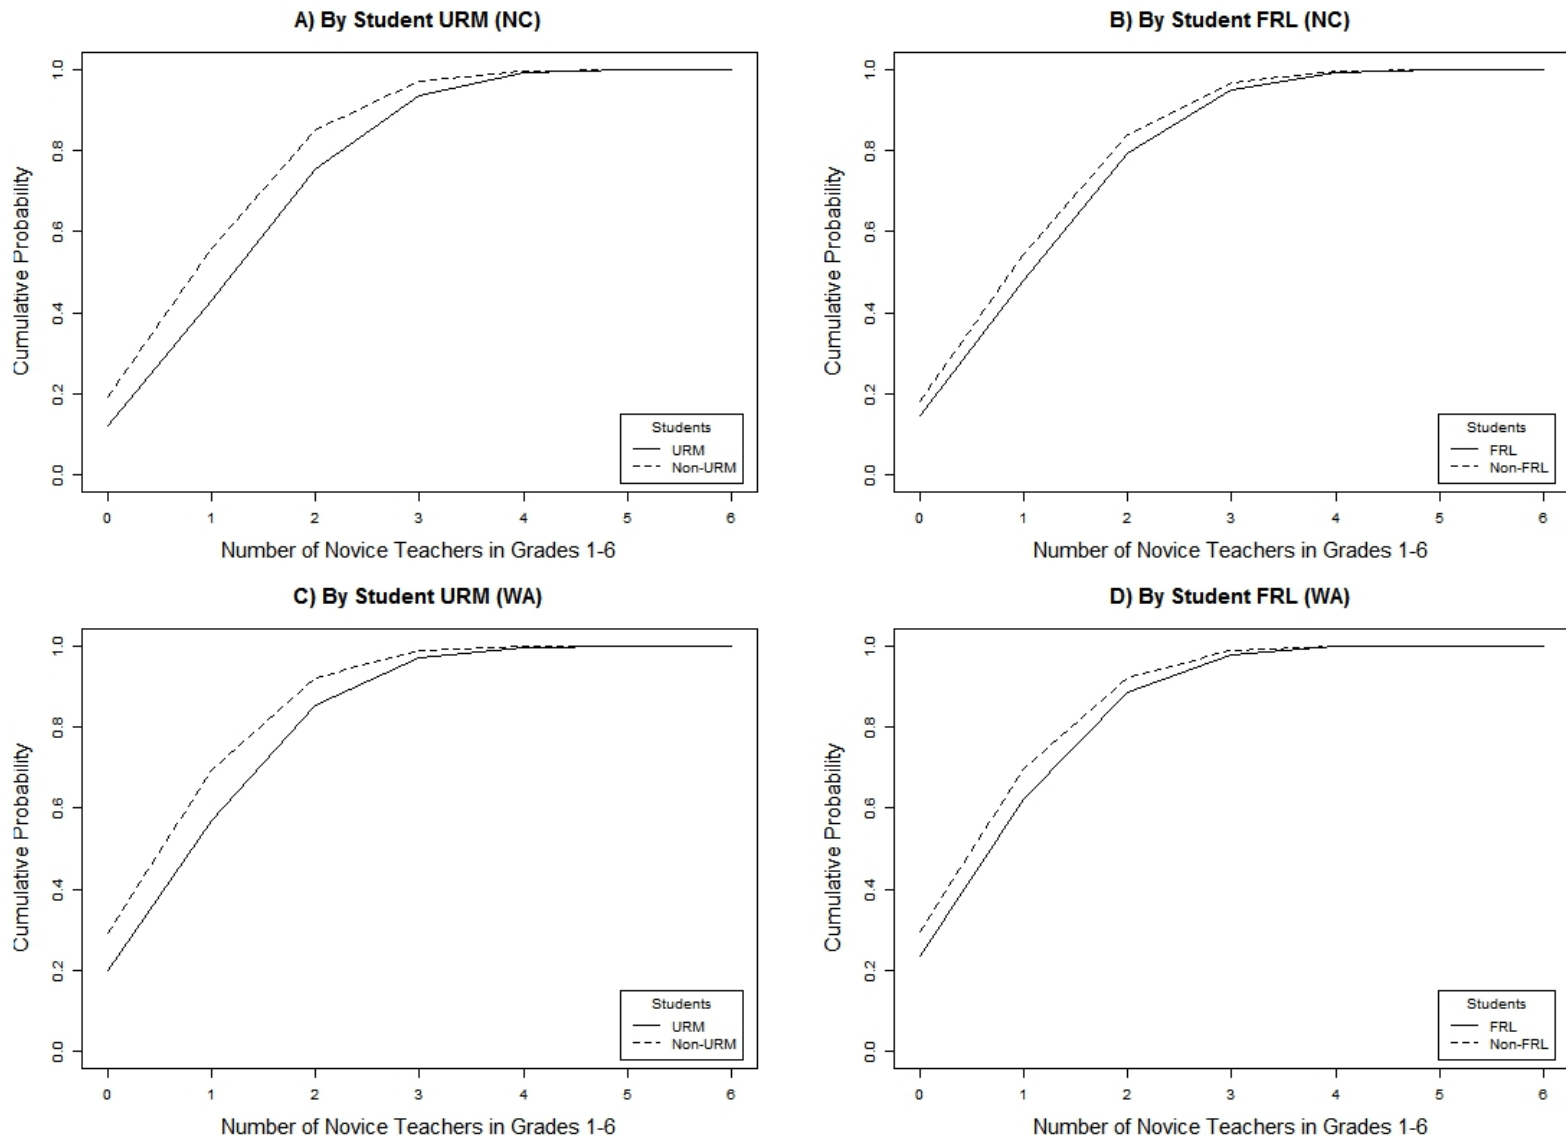 A) By Student URM (NC)
Cumulative Probability
1.0
0.8
0.6
0.4
0.2
0.0
Students
URM
Non-URM
0 1 2 3 4 5 6
Number of Novice Teachers in Grades 1-6
B) By Student FRL (NC)
Cumulative Probability
1.0
0.8
0.6
0.4
0.2
0.0
Students
FRL
Non-FRL
0 1 2 3 4 5 6
Number of Novice Teachers in Grades 1-6
C) By Student URM (WA)
Cumulative Probability
1.0
0.8
0.6
0.4
0.2
0.0
Students
URM
Non-URM
0 1 2 3 4 5 6
Number of Novice Teachers in Grades 1-6
D) By Student FRL (WA)
Cumulative Probability
1.0
0.8
0.6
0.4
0.2
0.0
Students
FRL
Non-FRL
0 1 2 3 4 5 6
Number of Novice Teachers in Grades 1-6